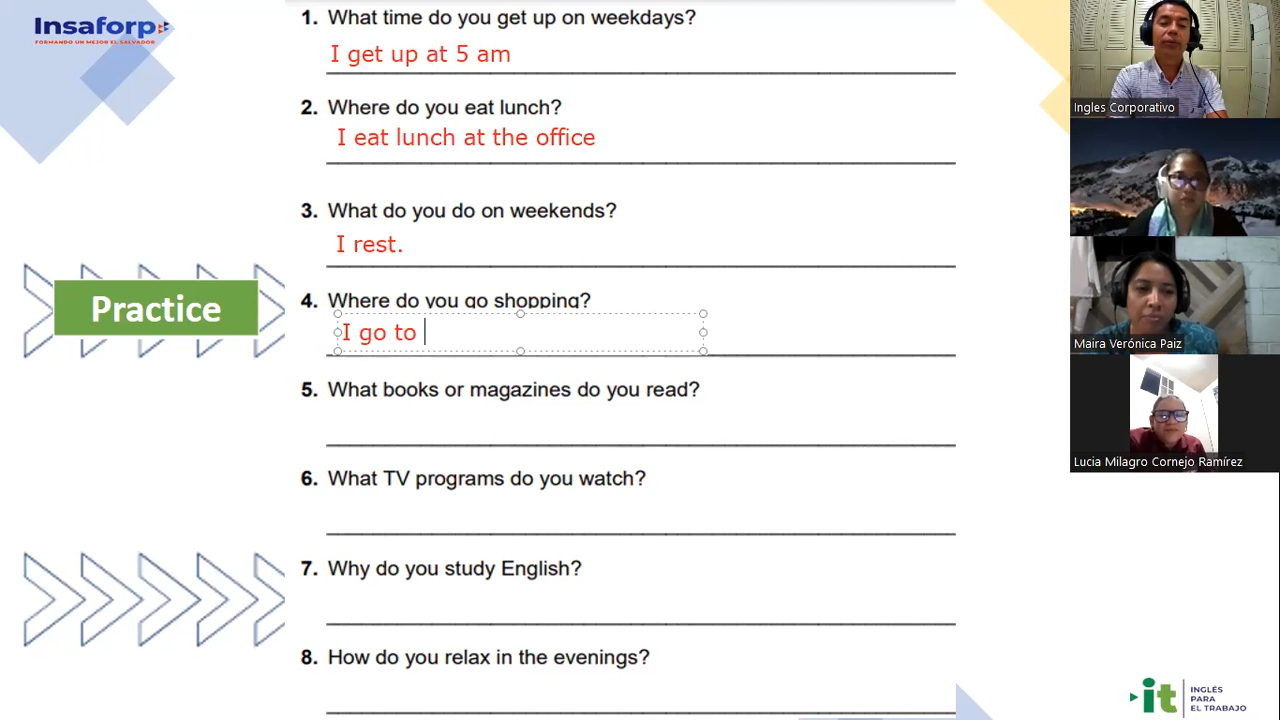 Insaforp
FORMANDO UN MEJOR EL SALVADOR
1. What time do you get up on weekdays?
I get up at 5 am
2. Where do you eat lunch?
I eat lunch at the office
3. What do you do on weekends?
I rest.
Practice
4. Where do you go shopping?
I go to
5. What books or magazines do you read?
6. What TV programs do you watch?
7. Why do you study English?
8. How do you relax in the evenings?
Ingles Corporativo
Maira Verónica Paiz
Lucia Milagro Cornejo Ramírez
it
INGLÉS
PARA
EL TRABAJO